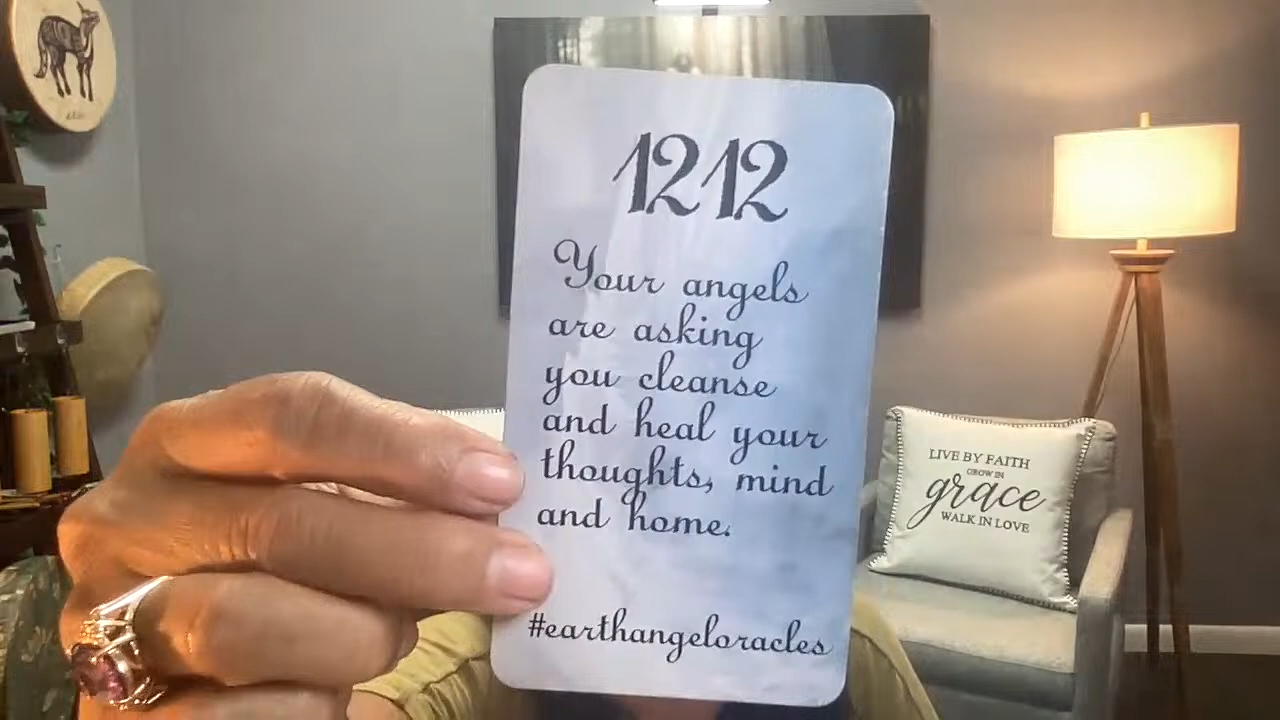 1212
Your angels
are asking
you cleanse
and heal your
thoughts, mind
and home.
#earthangeloracles
LIVE BY FAITH
GROW IN
grace
WALK IN LOVE